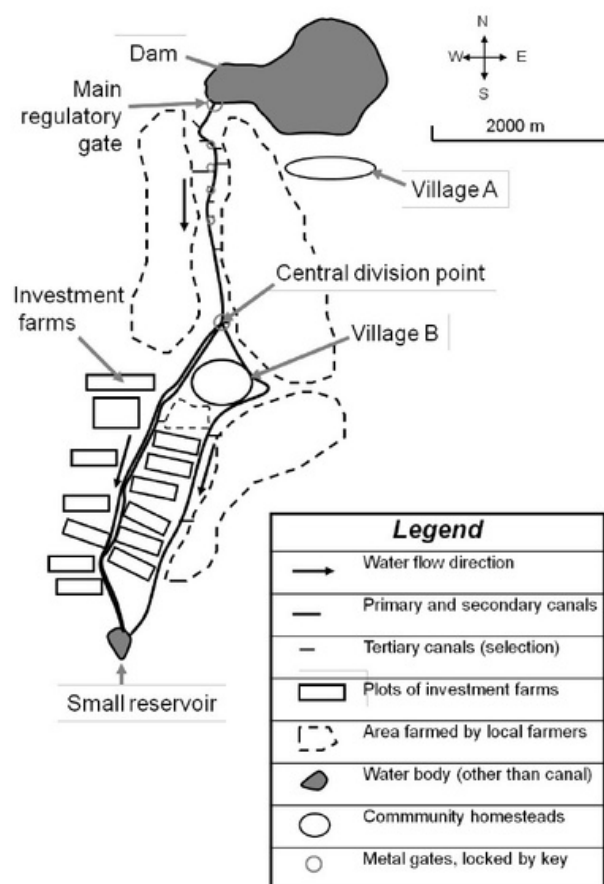 Dam
N
W E
S
Main
regulatory
gate
2000 m
Village A
Central division point
Investment
farms
Village B
Legend
Water flow direction
Primary and secondary canals
Tertiary canals (selection)
Plots of investment farms
Area farmed by local farmers
Water body (other than canal)
Commmunity homesteads
Metal gates, locked by key
Small reservoir